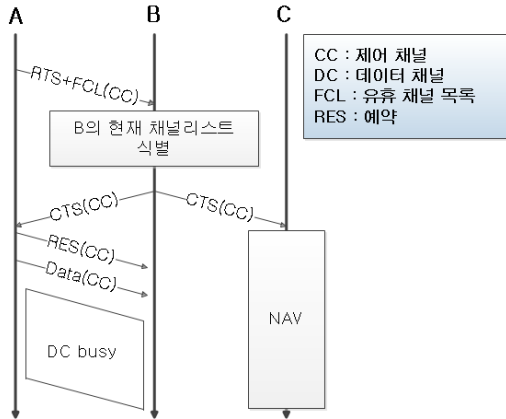 A
B
C
CC : 제어 채널
DC : 데이터 채널
FCL : 유휴 채널 목록
RES : 예약
RTS+FCL(CC)
B의 현재 채널리스트
식별
CTS(CC)
CTS(CC)
RES(CC)
Data(CC)
NAV
DC busy